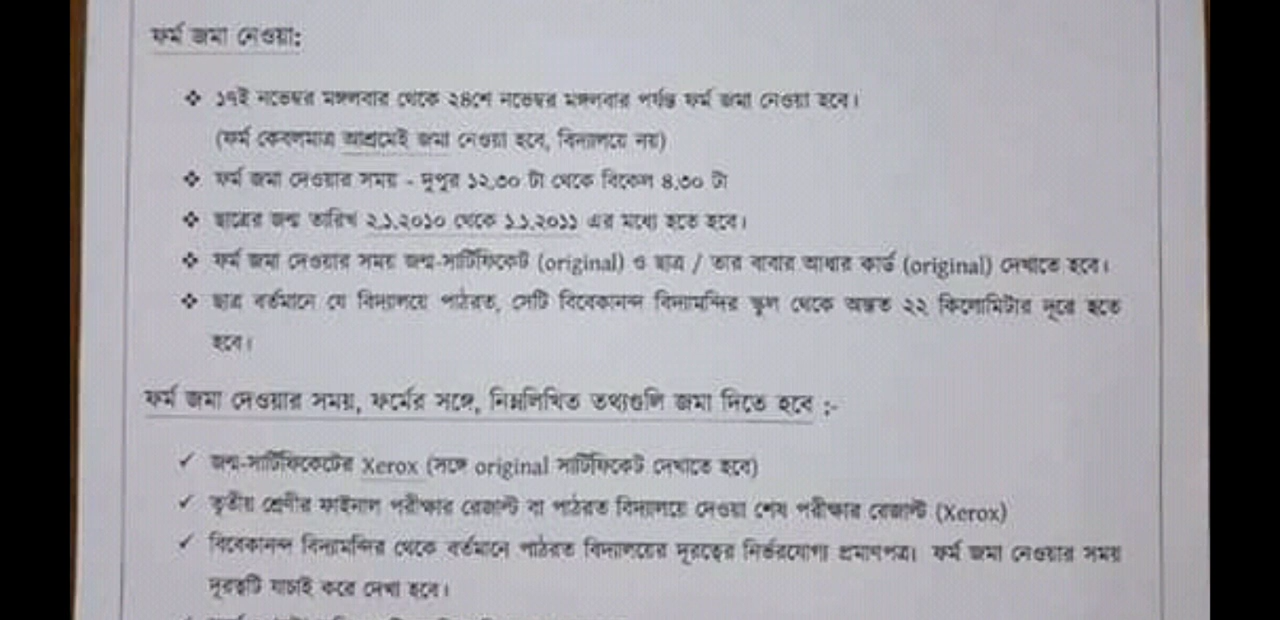 ফর্ম জমা নেওয়া:
❖ ১৭ই নভেম্বর মঙ্গলবার থেকে ২৪শে নভেম্বর মঙ্গলবার পর্যন্ত ফর্ম জমা নেওয়া হবে।
(ফর্ম কেবলমাত্র আশ্রমেই জমা নেওয়া হবে, বিদ্যালয়ে নয়)
❖ ফর্ম জমা দেওয়ার সময় - দুপুর ১২.৩০ টা থেকে বিকেল ৪.৩০ টা
❖ ছাত্রের জন্ম তারিখ ২.১.২০১০ থেকে ১.১.২০১১ এর মধ্যে হতে হবে।
❖ ফর্ম জমা দেওয়ার সময় জন্ম-সার্টিফিকেট (original) ও ছাত্র / তার বাবার আধার কার্ড (original) দেখাতে হবে।
❖ ছাত্র বর্তমানে যে বিদ্যালয়ে পাঠরত, সেটি বিবেকানন্দ বিদ্যামন্দির স্কুল থেকে অন্তত ২২ কিলোমিটার দূরে হতে
হবে।
ফর্ম জমা দেওয়ার সময়, ফর্মের সঙ্গে, নিম্নলিখিত তথ্যগুলি জমা দিতে হবে :-
✓ জন্ম-সার্টিফিকেটের Xerox (সঙ্গে original সার্টিফিকেট দেখাতে হবে)
✓ তৃতীয় শ্রেণীর ফাইনাল পরীক্ষার রেজাল্ট বা পাঠরত বিদ্যালয়ে দেওয়া শেষ পরীক্ষার রেজাল্ট (Xerox)
✓ বিবেকানন্দ বিদ্যামন্দির থেকে বর্তমানে পাঠরত বিদ্যালয়ের দূরত্বের নির্ভরযোগ্য প্রমাণপত্র। ফর্ম জমা নেওয়ার সময়
দূরত্বটি যাচাই করে দেখা হবে।